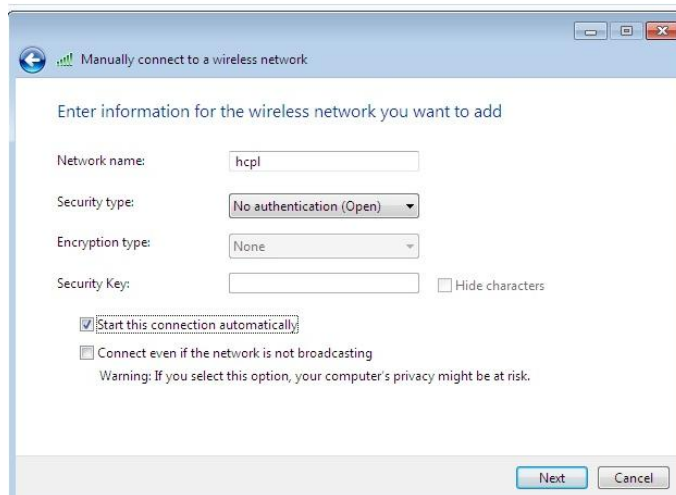 Manually connect to a wireless network
Enter information for the wireless network you want to add
Network name: hcpl
Security type: No authentication (Open)
Encryption type: None
Security Key: Hide characters
Start this connection automatically
Connect even if the network is not broadcasting
Warning: If you select this option, your computer's privacy might be at risk.
Next Cancel